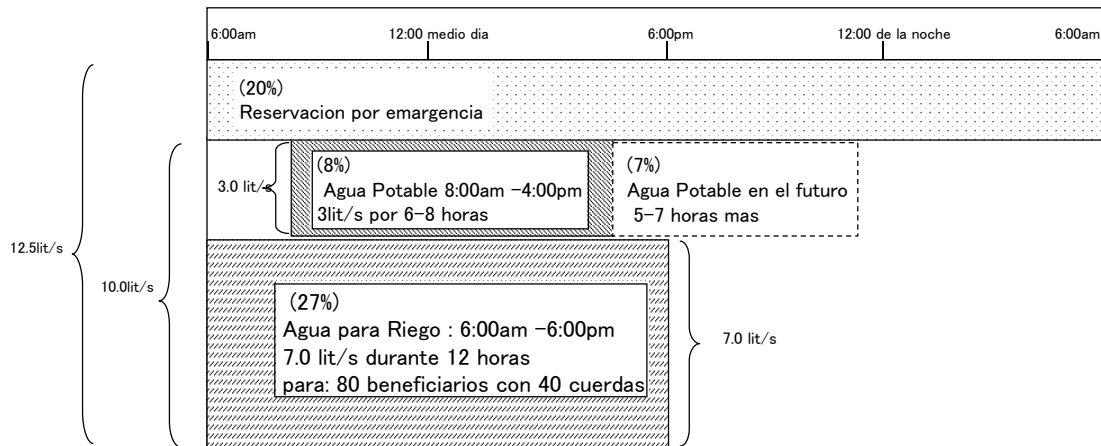 6:00am 12:00 medio dia 6:00pm 12:00 de la noche 6:00am
(20%)
Reservacion por emargencia
3.0 lit/s
(8%)
Agua Potable 8:00am -4:00pm
3lit/s por 6-8 horas
(7%)
Agua Potable en el futuro
5-7 horas mas
12.5lit/s
10.0lit/s
(27%)
Agua para Riego : 6:00am -6:00pm
7.0 lit/s durante 12 horas
para: 80 beneficiarios con 40 cuerdas
7.0 lit/s